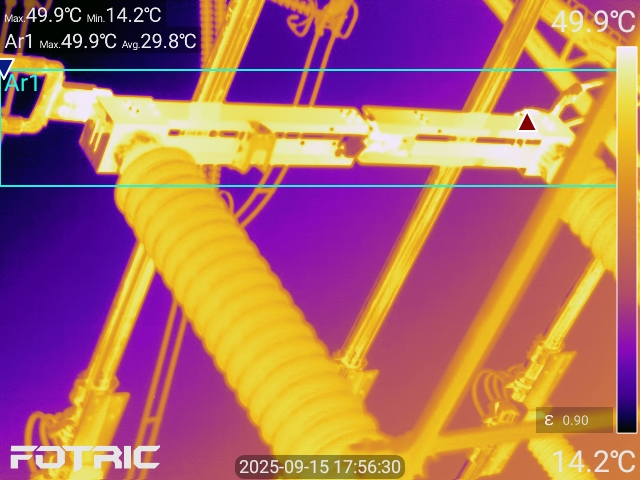 Max.49.9℃ Min.14.2℃
49.9℃
Ar1 Max.49.9℃ Avg.29.8℃
Ar1
ε 0.90
FOTRIC
2025-09-15 17:56:30
14.2℃